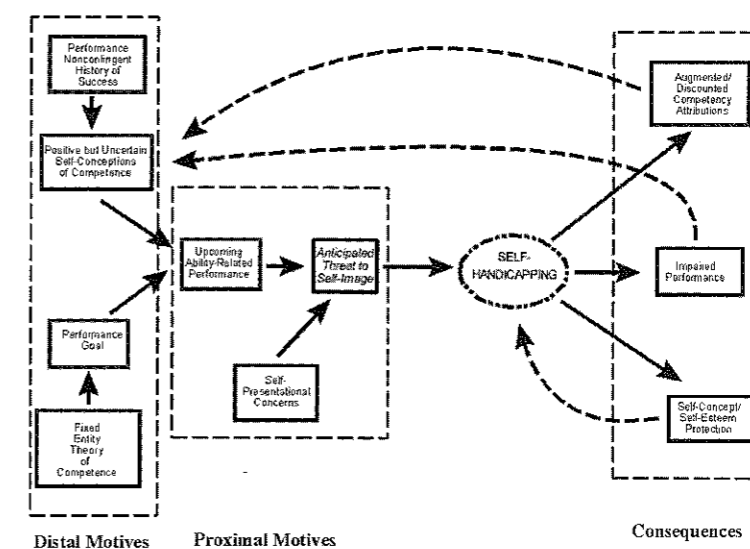 Performance
Noncontingent
History of
Success
Positive but Uncertain
Self-Conceptions
of Competence
Performance
Goal
Fixed
Entity
Theory
of
Competence
Upcoming
Ability-Related
Performance
Anticipated
Threat to
Self-Image
Self-
Presentational
Concerns
SELF-
HANDICAPPING
Augmented/
Discounted
Competency
Attributions
Impaired
Performance
Self-Concept/
Self-Esteem
Protection
Distal Motives
Proximal Motives
Consequences